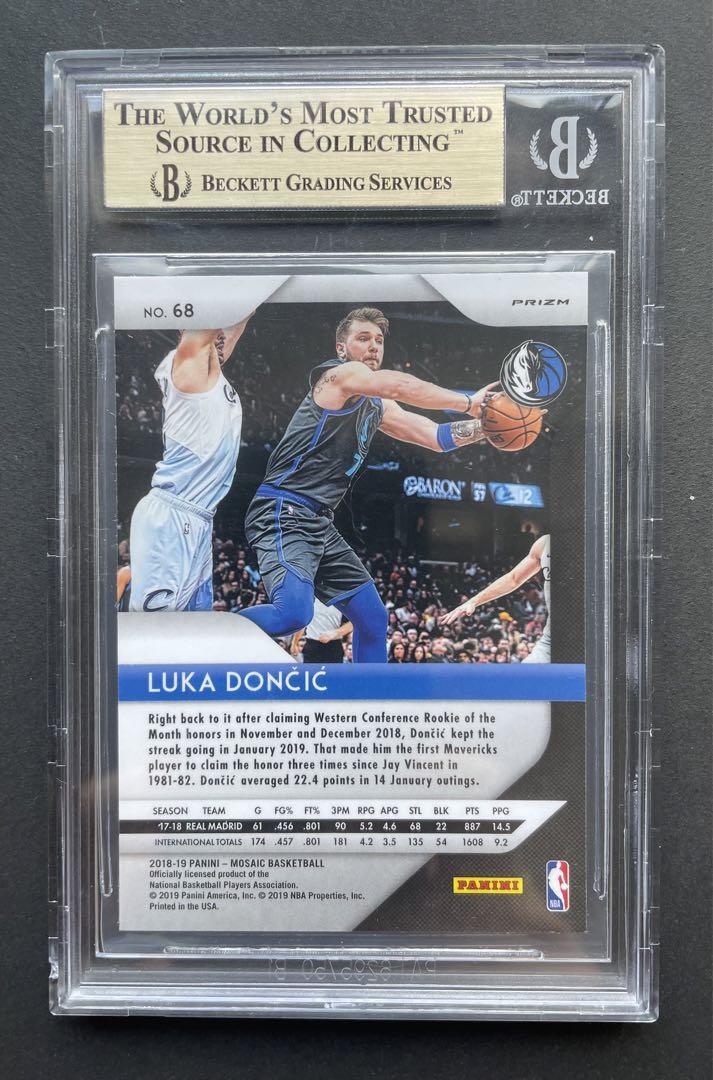 THE WORLD'S MOST TRUSTED
SOURCE IN COLLECTING™
B BECKETT GRADING SERVICES
B
BECKETT®
NO. 68
PRIZM
BARON
57
12
LUKA DONČIĆ
Right back to it after claiming Western Conference Rookie of the
Month honors in November and December 2018, Dončić kept the
streak going in January 2019. That made him the first Mavericks
player to claim the honor three times since Jay Vincent in
1981-82. Dončić averaged 22.4 points in 14 January outings.
SEASON TEAM G FG% FT% 3PM RPG APG STL BLK PTS PPG
'17-18 REAL MADRID 61 .456 .801 90 5.2 4.6 68 22 887 14.5
INTERNATIONAL TOTALS 174 .457 .801 181 4.2 3.5 135 54 1608 9.2
2018-19 PANINI – MOSAIC BASKETBALL
Officially licensed product of the
National Basketball Players Association.
© 2019 Panini America, Inc. © 2019 NBA Properties, Inc.
Printed in the USA.
PANINI
NBA